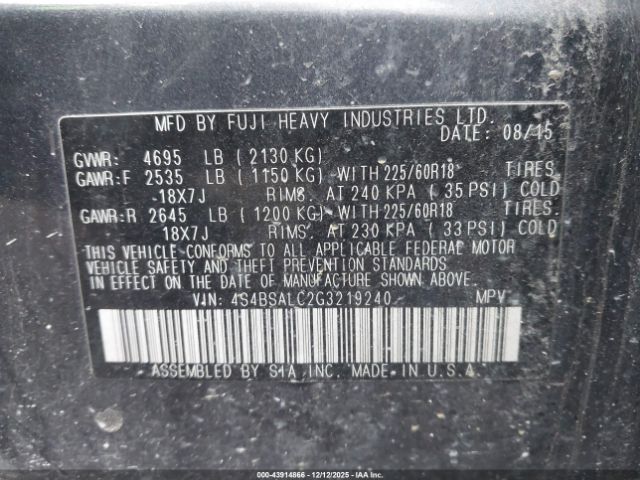 MFD BY FUJI HEAVY INDUSTRIES LTD.
DATE: 08/15
GVWR: 4695 LB (2130 KG)
GAWR:F 2535 LB (1150 KG) WITH 225/60R18 TIRES,
18X7J RIMS, AT 240 KPA (35 PSI) COLD
GAWR:R 2645 LB (1200 KG) WITH 225/60R18 TIRES,
18X7J RIMS, AT 230 KPA (33 PSI) COLD
THIS VEHICLE CONFORMS TO ALL APPLICABLE FEDERAL MOTOR
VEHICLE SAFETY AND THEFT PREVENTION STANDARDS
IN EFFECT ON THE DATE OF MANUFACTURE SHOWN ABOVE.
VIN: 4S4BSALC2G3219240 MPV
ASSEMBLED BY SIA, INC. MADE IN U.S.A.
000-43914866 - 12/12/2025 - IAAI.COM